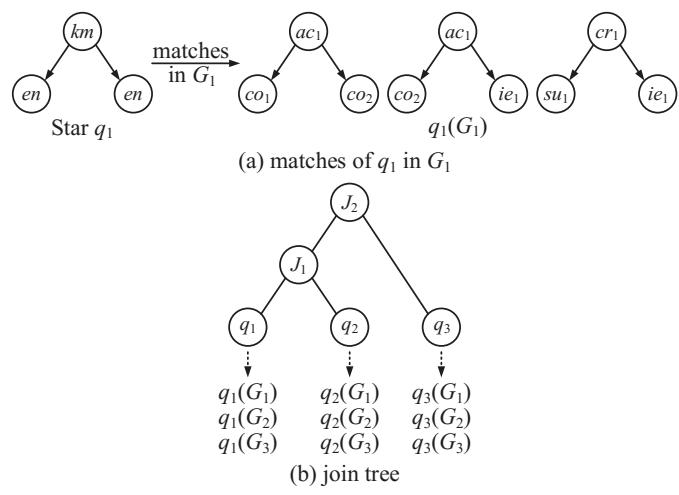 km
en
en
Star q₁
matches
in G₁
ac₁
co₁
co₂
ac₁
co₂
ie₁
cr₁
su₁
ie₁
q₁(G₁)
(a) matches of q₁ in G₁
J₂
J₁
q₁
q₂
q₃
q₁(G₁) q₂(G₁) q₃(G₁)
q₁(G₂) q₂(G₂) q₃(G₂)
q₁(G₃) q₂(G₃) q₃(G₃)
(b) join tree